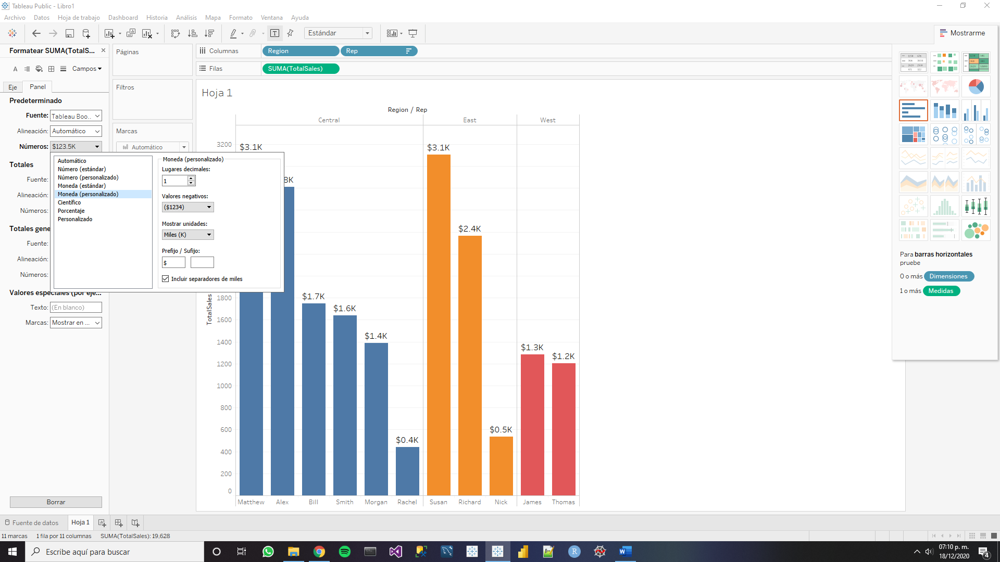 Tableau Public - Libro1
Archivo Datos Hoja de trabajo Dashboard Historia Análisis Mapa Formato Ventana Ayuda
Estándar
Mostrarme
Formatear SUMA(TotalS...
Campos
Eje Panel
Predeterminado
Fuente: Tableau Boo..
Alineación: Automático
Números: $123.5K
Totales
Fuente:
Alineación:
Números:
Totales gene
Fuente:
Alineación:
Números:
Valores especiales (por eje...
Texto: (En blanco)
Marcas: Mostrar en ...
Borrar
Automático
Número (estándar)
Número (personalizado)
Moneda (estándar)
Moneda (personalizado)
Científico
Porcentaje
Personalizado
Moneda (personalizado)
Lugares decimales:
1
Valores negativos:
($1234)
Mostrar unidades:
Miles (K)
Prefijo / Sufijo:
$
Incluir separadores de miles
Páginas
Filtros
Marcas
Automático
Columnas Region Rep
Filas SUMA(TotalSales)
Hoja 1
Region / Rep
Central East West
3200
1800
1600
1400
1200
1000
800
600
400
200
0
TotalSales
$3.1K
8K
$1.7K
$1.6K
$1.4K
$0.4K
$3.1K
$2.4K
$0.5K
$1.3K
$1.2K
Matthew Alex Bill Smith Morgan Rachel Susan Richard Nick James Thomas
Para barras horizontales
pruebe
0 o más Dimensiones
1 o más Medidas
Fuente de datos Hoja 1
11 marcas 1 fila por 11 columnas SUMA(TotalSales): 19,628
Escribe aquí para buscar
07:10 p. m.
18/12/2020
4